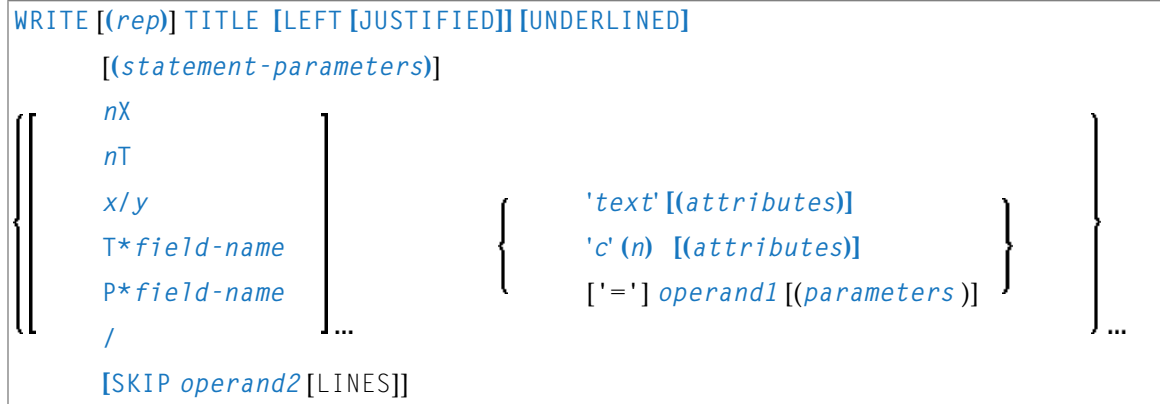 WRITE [(rep)] TITLE [LEFT [JUSTIFIED]] [UNDERLINED]
[(statement-parameters)]
nX
nT
x/y 'text' [(attributes)]
T*field-name 'c' (n) [(attributes)]
P*field-name ['='] operand1 [(parameters )]
/ ... ...
[SKIP operand2 [LINES]]